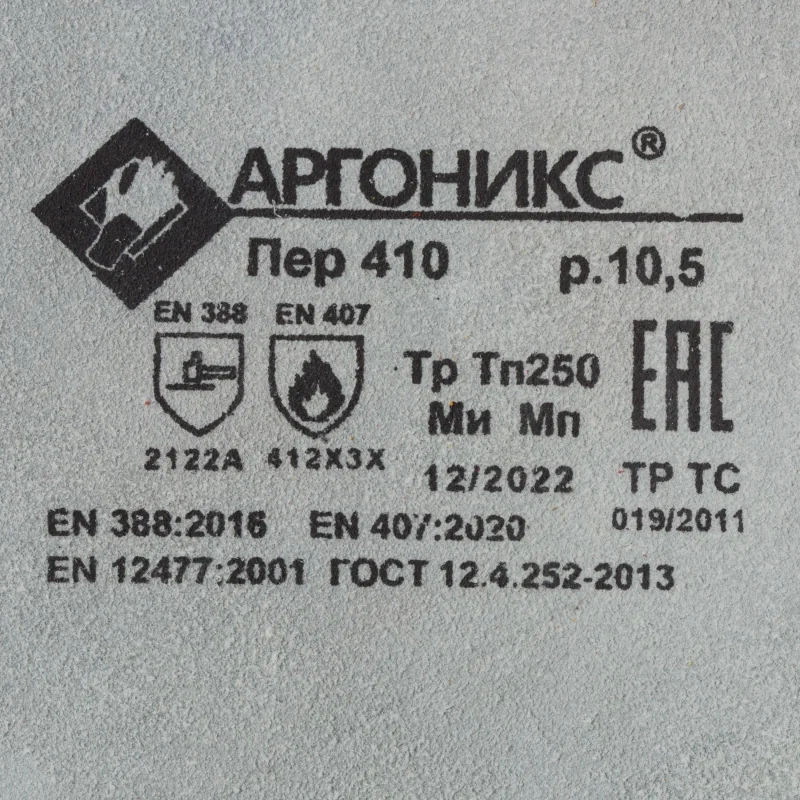 АРГОНИКС®
Пер 410 р.10,5
EN 388 EN 407
Тр Тп250
Ми Мп
EAC
2122A 412X3X
12/2022 ТР ТС
019/2011
EN 388:2016 EN 407:2020
EN 12477:2001 ГОСТ 12.4.252-2013